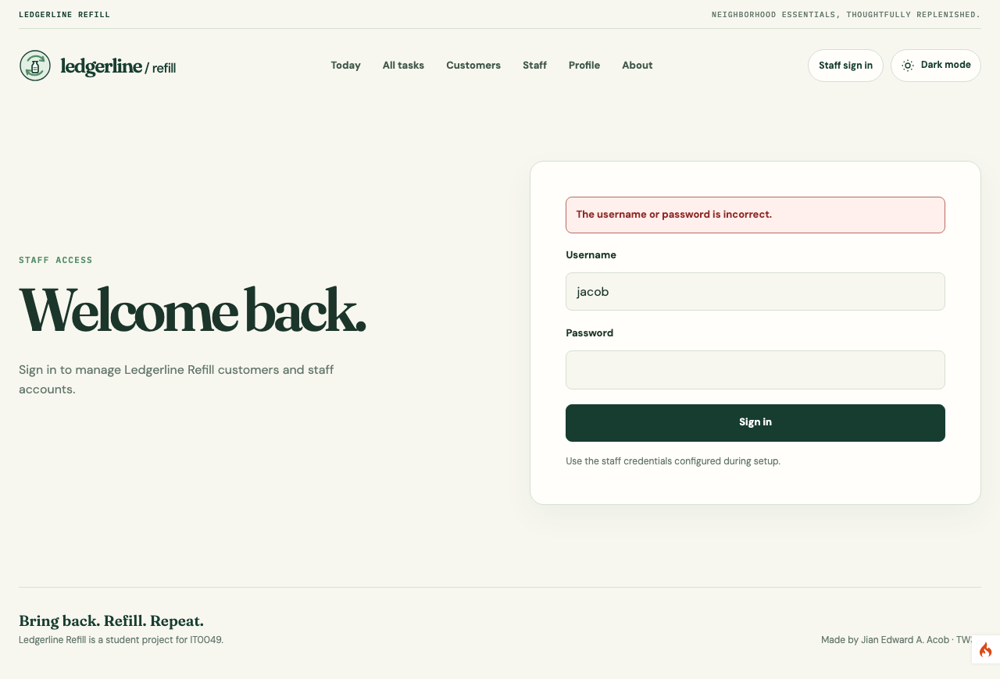 LEDGERLINE REFILL
NEIGHBORHOOD ESSENTIALS, THOUGHTFULLY REPLENISHED.
ledgerline / refill
Today
All tasks
Customers
Staff
Profile
About
Staff sign in
Dark mode
STAFF ACCESS
Welcome back.
Sign in to manage Ledgerline Refill customers and staff
accounts.
The username or password is incorrect.
Username
jacob
Password
Sign in
Use the staff credentials configured during setup.
Bring back. Refill. Repeat.
Ledgerline Refill is a student project for IT0049.
Made by Jian Edward A. Acob ·